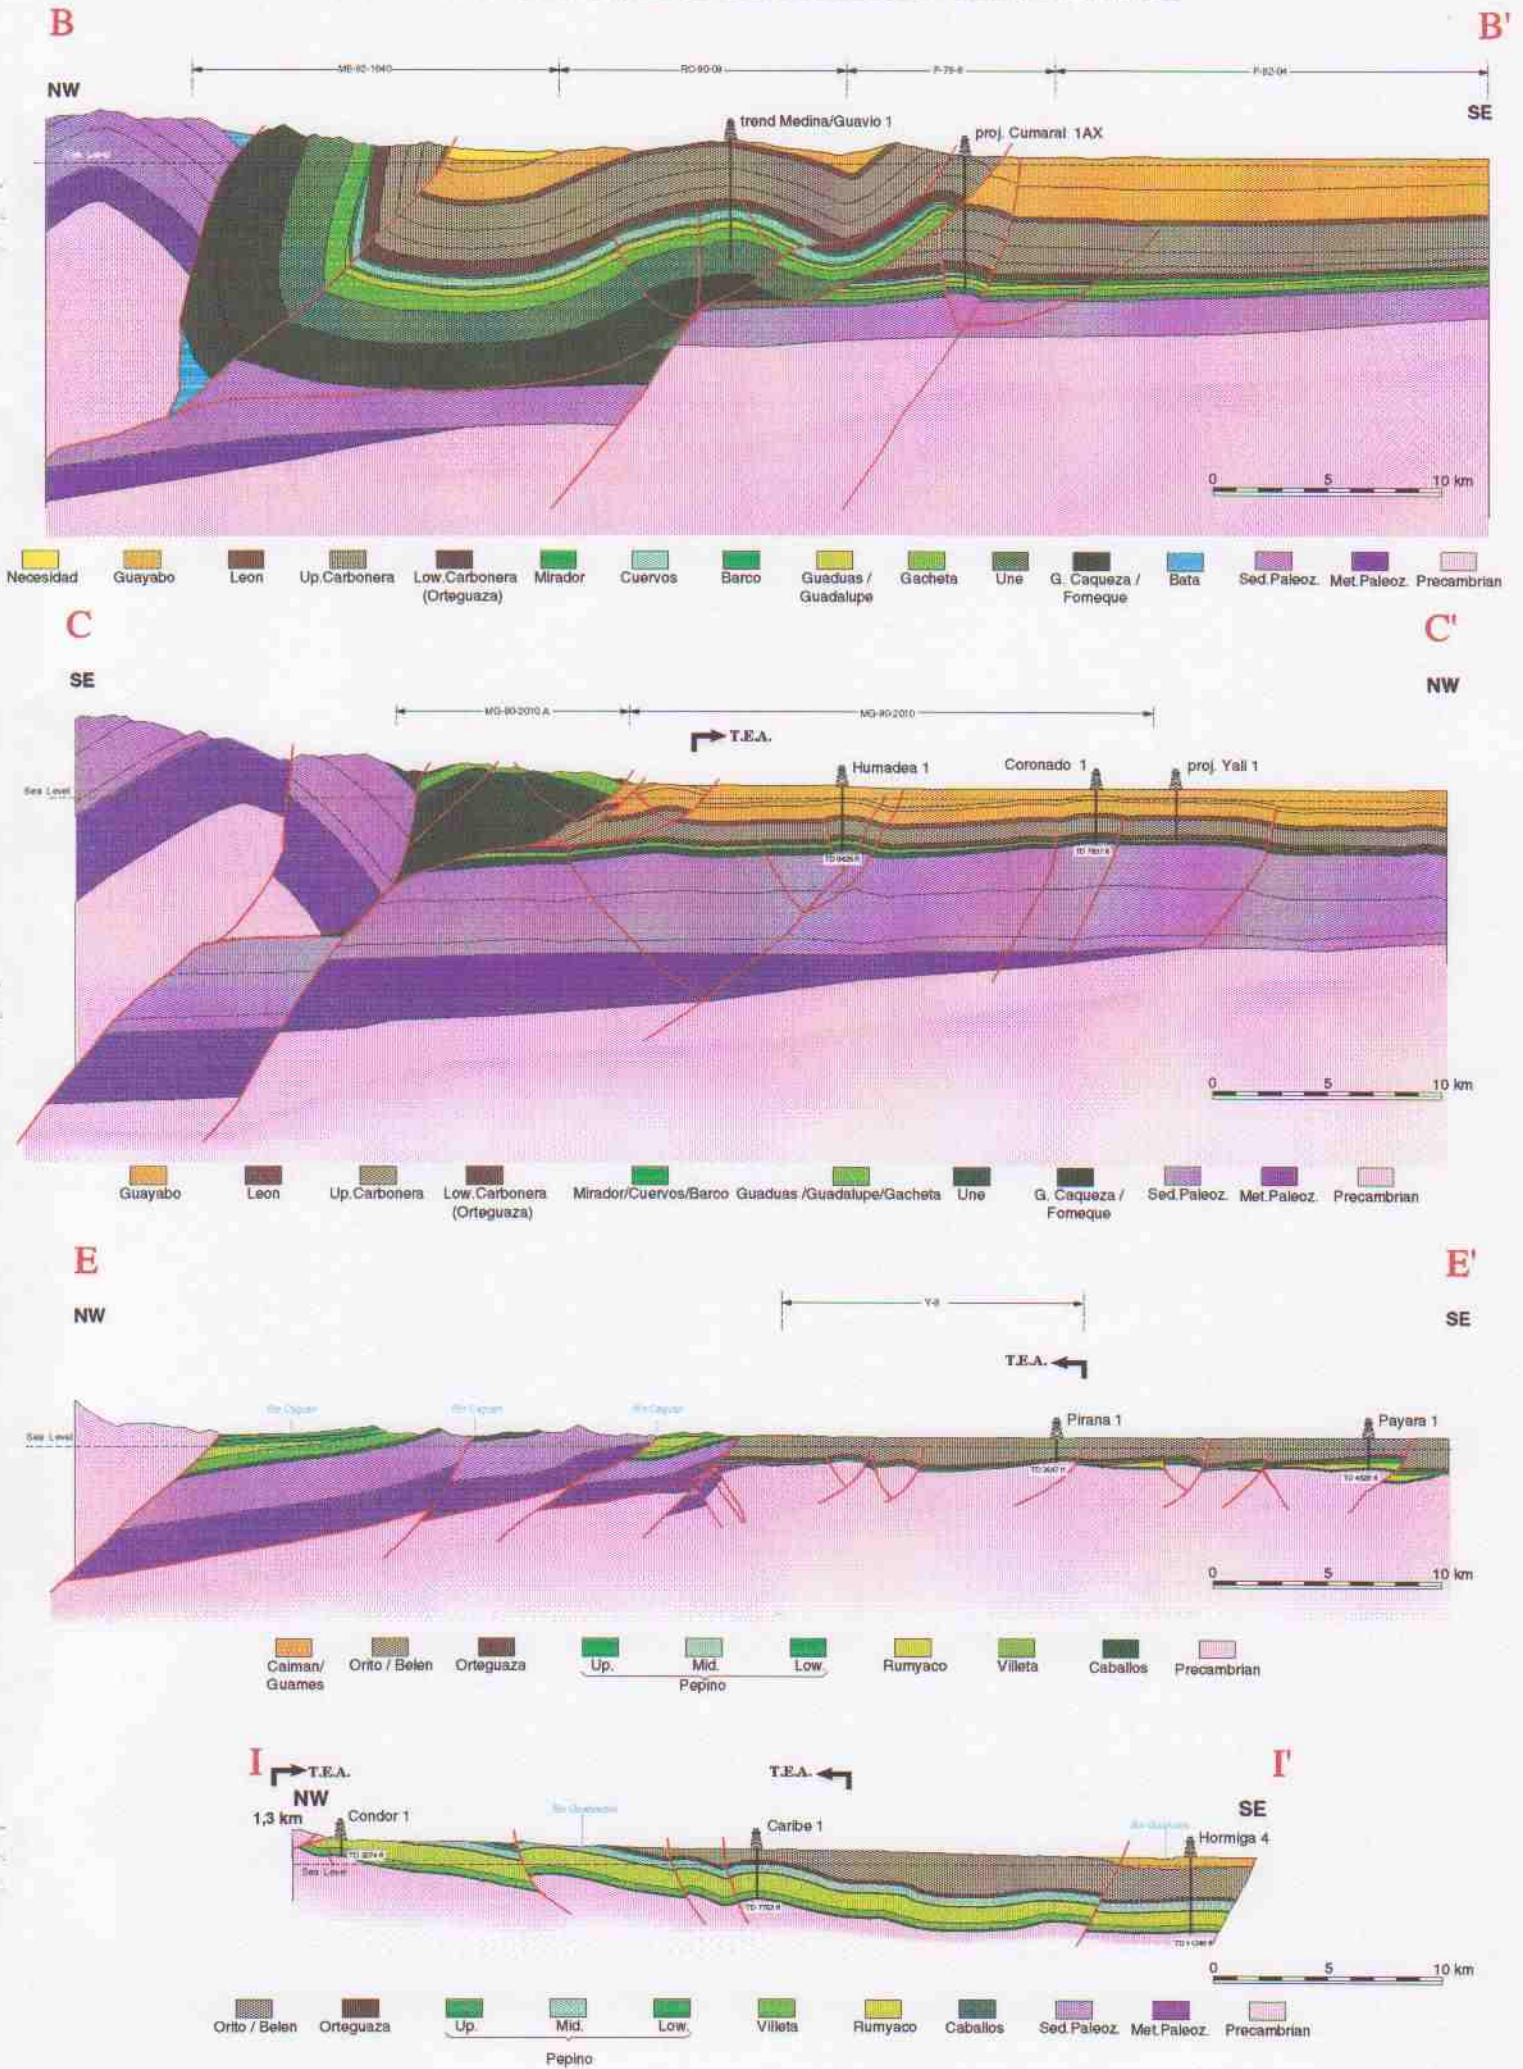 B
B'
NW
SE
trend Medina/Guavio 1
proj. Cumaral 1AX
0 5 10 km
Necesidad Guayabo Leon Up.Carbonera Low.Carbonera Mirador Cuervos Barco Guaduas / Gacheta Une G. Caqueza / Bata Sed.Paleoz. Met.Paleoz. Precambrian
(Orteguaza) Guadalupe Fomeque
C
C'
SE
NW
MG-90-2010 A
MG-90-2010
T.E.A.
Humadea 1
Coronado 1
proj. Yali 1
Sea Level
0 5 10 km
Guayabo Leon Up.Carbonera Low.Carbonera Mirador/Cuervos/Barco Guaduas /Guadalupe/Gacheta Une G. Caqueza / Sed.Paleoz. Met.Paleoz. Precambrian
(Orteguaza) Fomeque
E
E'
NW
SE
T.E.A.
Pirana 1
Payara 1
Sea Level
0 5 10 km
Caiman/ Orito / Belen Orteguaza Up. Mid. Low. Rumyaco Villeta Caballos Precambrian
Guames Pepino
I
T.E.A.
T.E.A.
I'
NW
SE
1,3 km
Condor 1
Caribe 1
Hormiga 4
Sea Level
0 5 10 km
Orito / Belen Orteguaza Up. Mid. Low. Villeta Rumyaco Caballos Sed.Paleoz. Met.Paleoz. Precambrian
Pepino